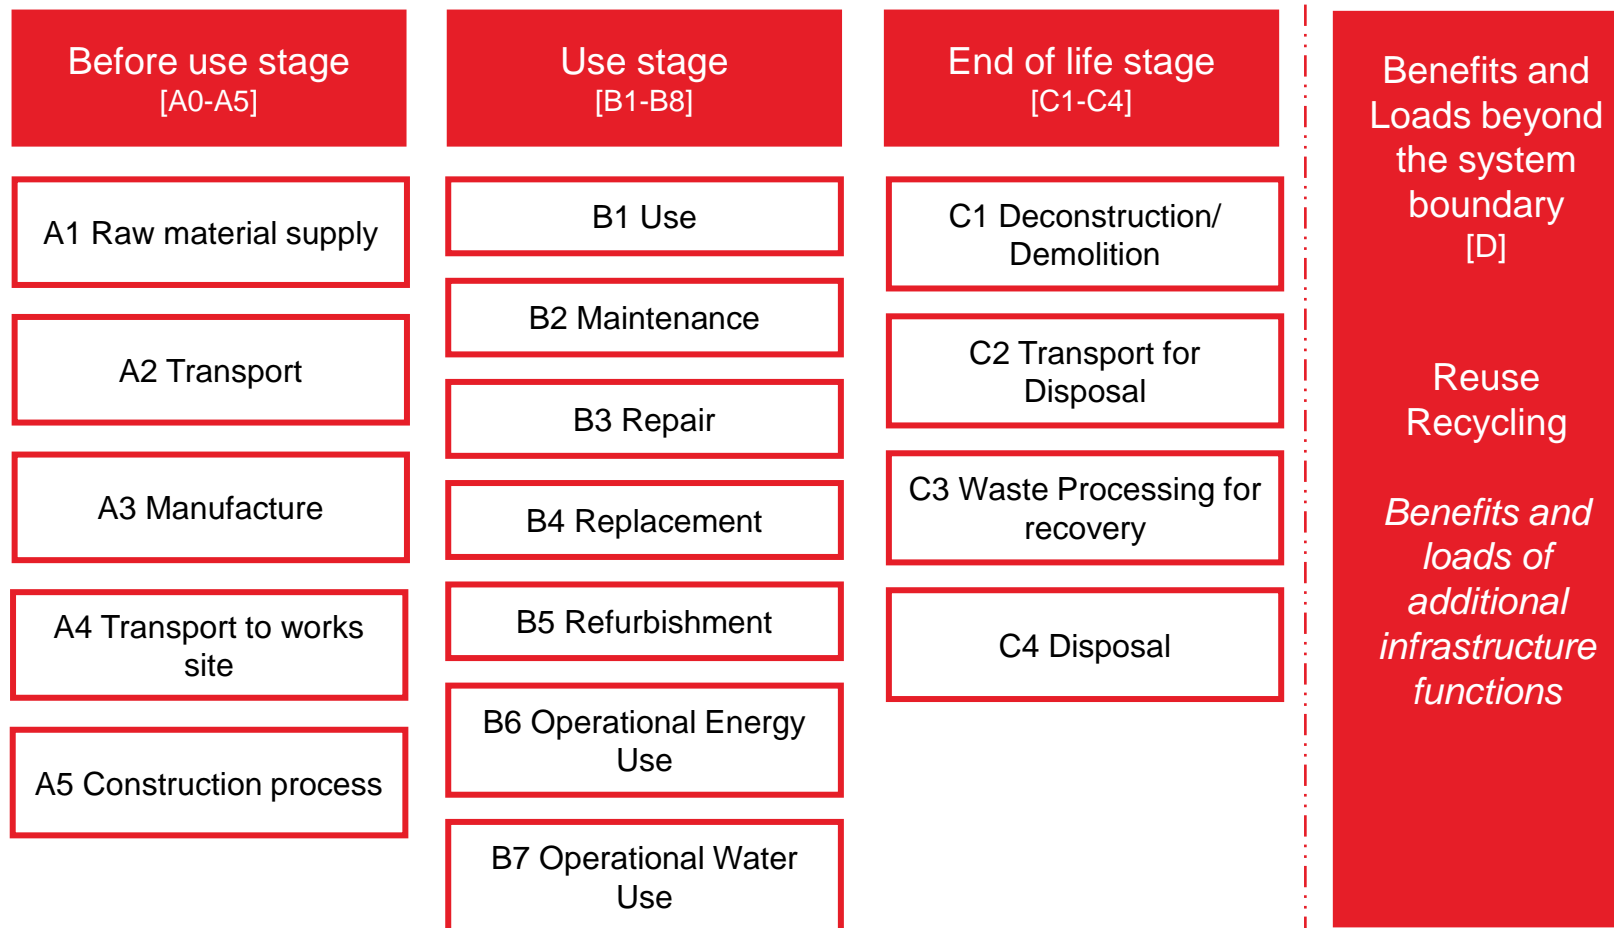 Before use stage
[A0-A5]
A1 Raw material supply
A2 Transport
A3 Manufacture
A4 Transport to works
site
A5 Construction process
Use stage
[B1-B8]
B1 Use
B2 Maintenance
B3 Repair
B4 Replacement
B5 Refurbishment
B6 Operational Energy
Use
B7 Operational Water
Use
End of life stage
[C1-C4]
C1 Deconstruction/
Demolition
C2 Transport for
Disposal
C3 Waste Processing for
recovery
C4 Disposal
Benefits and
Loads beyond
the system
boundary
[D]
Reuse
Recycling
Benefits and
loads of
additional
infrastructure
functions